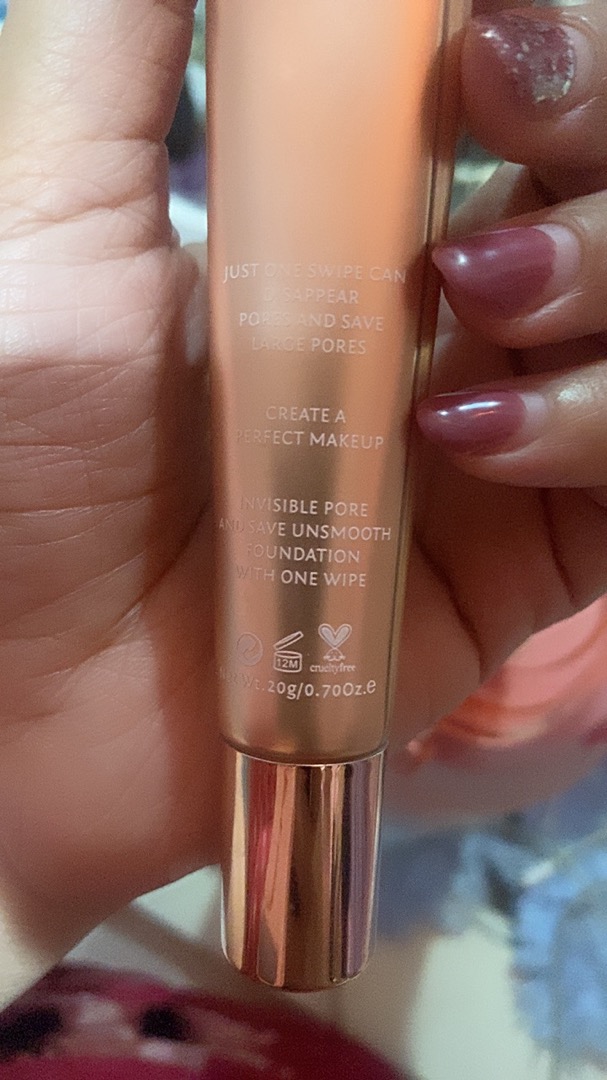 JUST ONE SWIPE CAN
DISAPPEAR
PORES AND SAVE
LARGE PORES
CREATE A
PERFECT MAKEUP
INVISIBLE PORE
AND SAVE UNSMOOTH
FOUNDATION
WITH ONE WIPE
12M
crueltyfree
Wt.20g/0.70Oz.e